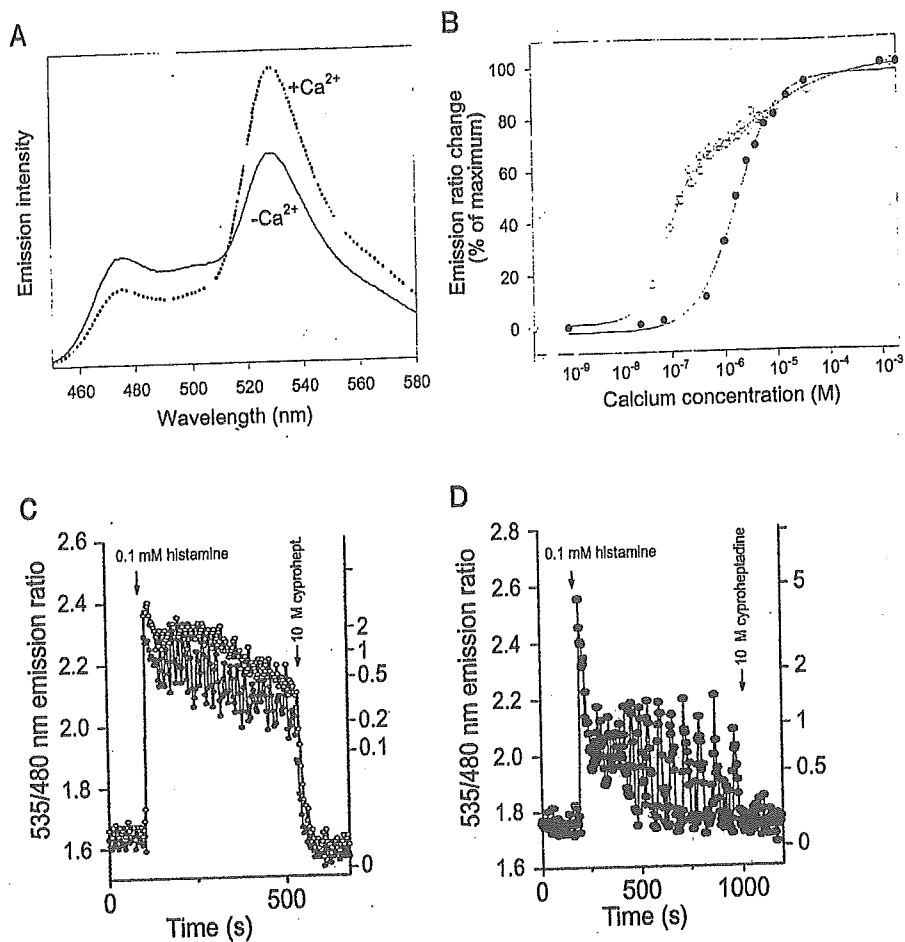 A
Emission intensity
+Ca²⁺
-Ca²⁺
460 480 500 520 540 560 580
Wavelength (nm)
B
Emission ratio change
(% of maximum)
100
80
60
40
20
0
10⁻⁹ 10⁻⁸ 10⁻⁷ 10⁻⁶ 10⁻⁵ 10⁻⁴ 10⁻³
Calcium concentration (M)
C
535/480 nm emission ratio
2.6
2.4
2.2
2.0
1.8
1.6
0.1 mM histamine
10 M cyprohept.
2
1
0.5
0.2
0.1
0
0 500
Time (s)
D
535/480 nm emission ratio
2.8
2.6
2.4
2.2
2.0
1.8
1.6
0.1 mM histamine
10 M cyproheptadine
5
2
1
0.5
0
0 500 1000
Time (s)